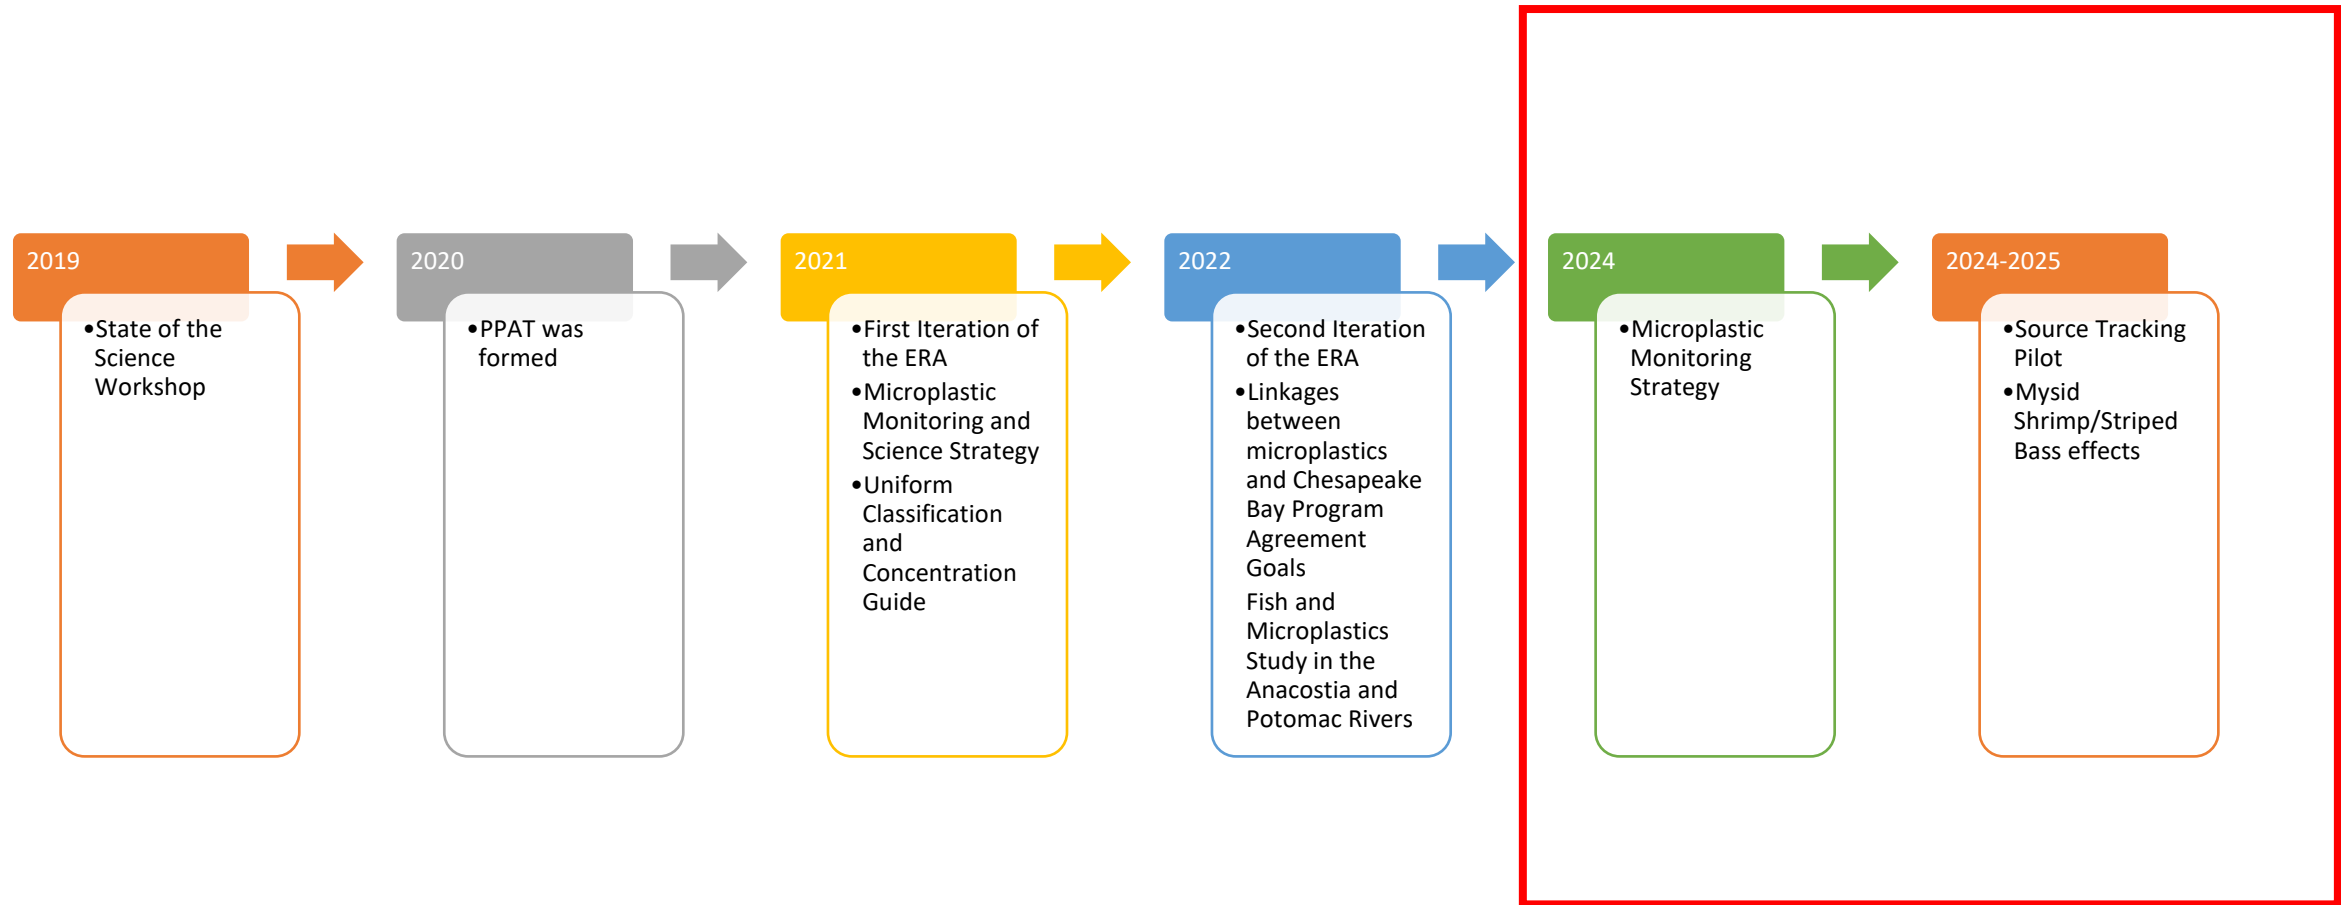 2019
•State of the
Science
Workshop
2020
•PPAT was
formed
2021
•First Iteration of
the ERA
•Microplastic
Monitoring and
Science Strategy
•Uniform
Classification
and
Concentration
Guide
2022
•Second Iteration
of the ERA
•Linkages
between
microplastics
and Chesapeake
Bay Program
Agreement
Goals
Fish and
Microplastics
Study in the
Anacostia and
Potomac Rivers
2024
•Microplastic
Monitoring
Strategy
2024-2025
•Source Tracking
Pilot
•Mysid
Shrimp/Striped
Bass effects